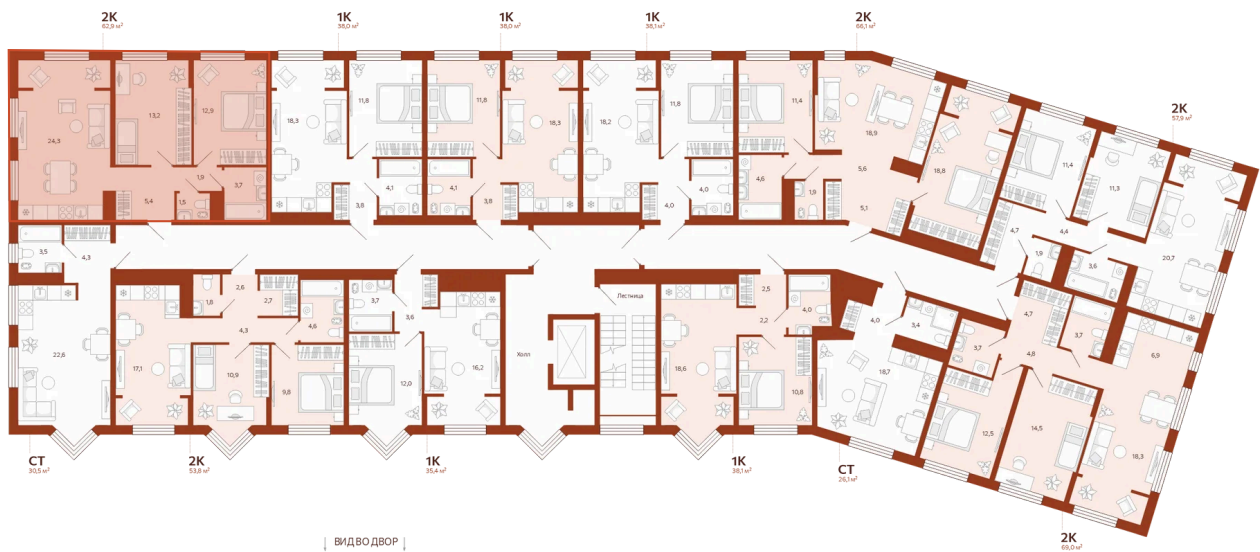 2К
62,9 м²
1К
38,0 м²
1К
38,0 м²
1К
38,1 м²
2К
66,1 м²
2К
57,9 м²
24,3
13,2
12,9
1,9
3,7
5,4
1,5
18,3
11,8
4,1
3,8
11,8
18,3
4,1
3,8
18,2
11,8
4,0
4,0
11,4
18,9
4,6
1,9
5,6
5,1
18,8
11,4
11,3
4,7
4,4
1,9
3,6
20,7
3,5
4,3
22,6
1,8
2,6
2,7
4,3
4,6
17,1
10,9
9,8
3,7
3,6
12,0
16,2
Холл
Лестница
2,5
2,2
4,0
18,6
10,8
4,0
3,4
18,7
3,7
4,7
4,8
3,7
6,9
12,5
14,5
18,3
СТ
30,5 м²
2К
53,8 м²
1К
35,4 м²
1К
38,1 м²
СТ
26,1 м²
2К
69,0 м²
ВИД ВО ДВОР